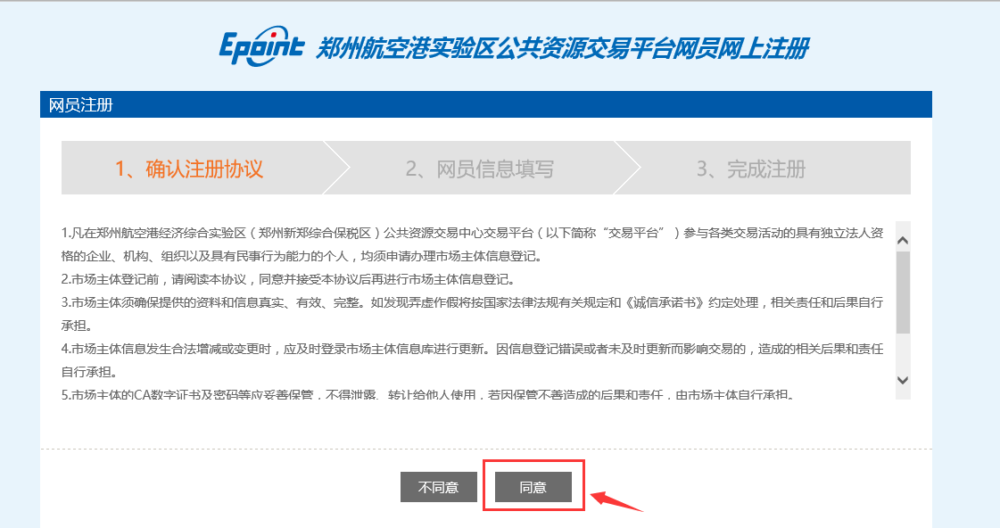 Epoint 郑州航空港实验区公共资源交易平台网员网上注册
网员注册
1、确认注册协议 2、网员信息填写 3、完成注册
1.凡在郑州航空港经济综合实验区（郑州新郑综合保税区）公共资源交易中心交易平台（以下简称“交易平台”）参与各类交易活动的具有独立法人资
格的企业、机构、组织以及具有民事行为能力的个人，均须申请办理市场主体信息登记。
2.市场主体登记前，请阅读本协议，同意并接受本协议后再进行市场主体信息登记。
3.市场主体须确保提供的资料和信息真实、有效、完整。如发现弄虚作假将按国家法律法规有关规定和《诚信承诺书》约定处理，相关责任和后果自行
承担。
4.市场主体信息发生合法增减或变更时，应及时登录市场主体信息库进行更新。因信息登记错误或者未及时更新而影响交易的，造成的相关后果和责任
自行承担。
5.市场主体的CA数字证书及密码等应妥善保管，不得泄露、转让给他人使用，若因保管不善造成的后果和责任，由市场主体自行承担。
不同意 同意